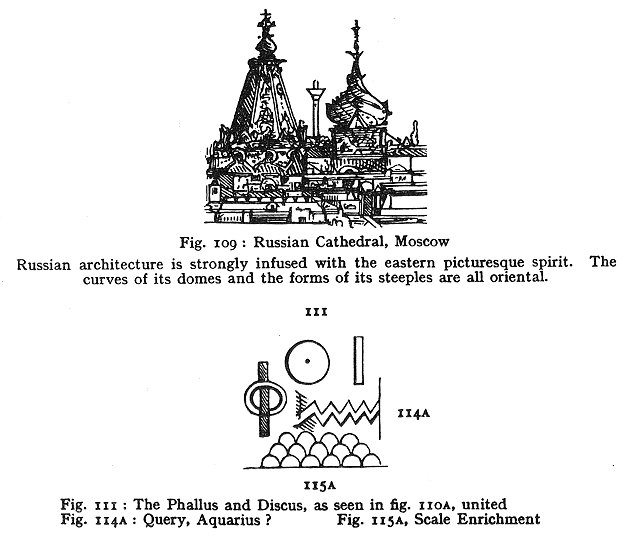 Fig. 109 : Russian Cathedral, Moscow
Russian architecture is strongly infused with the eastern picturesque spirit. The
curves of its domes and the forms of its steeples are all oriental.
111
114A
115A
Fig. 111 : The Phallus and Discus, as seen in fig. 110A, united
Fig. 114A : Query, Aquarius ? Fig. 115A, Scale Enrichment